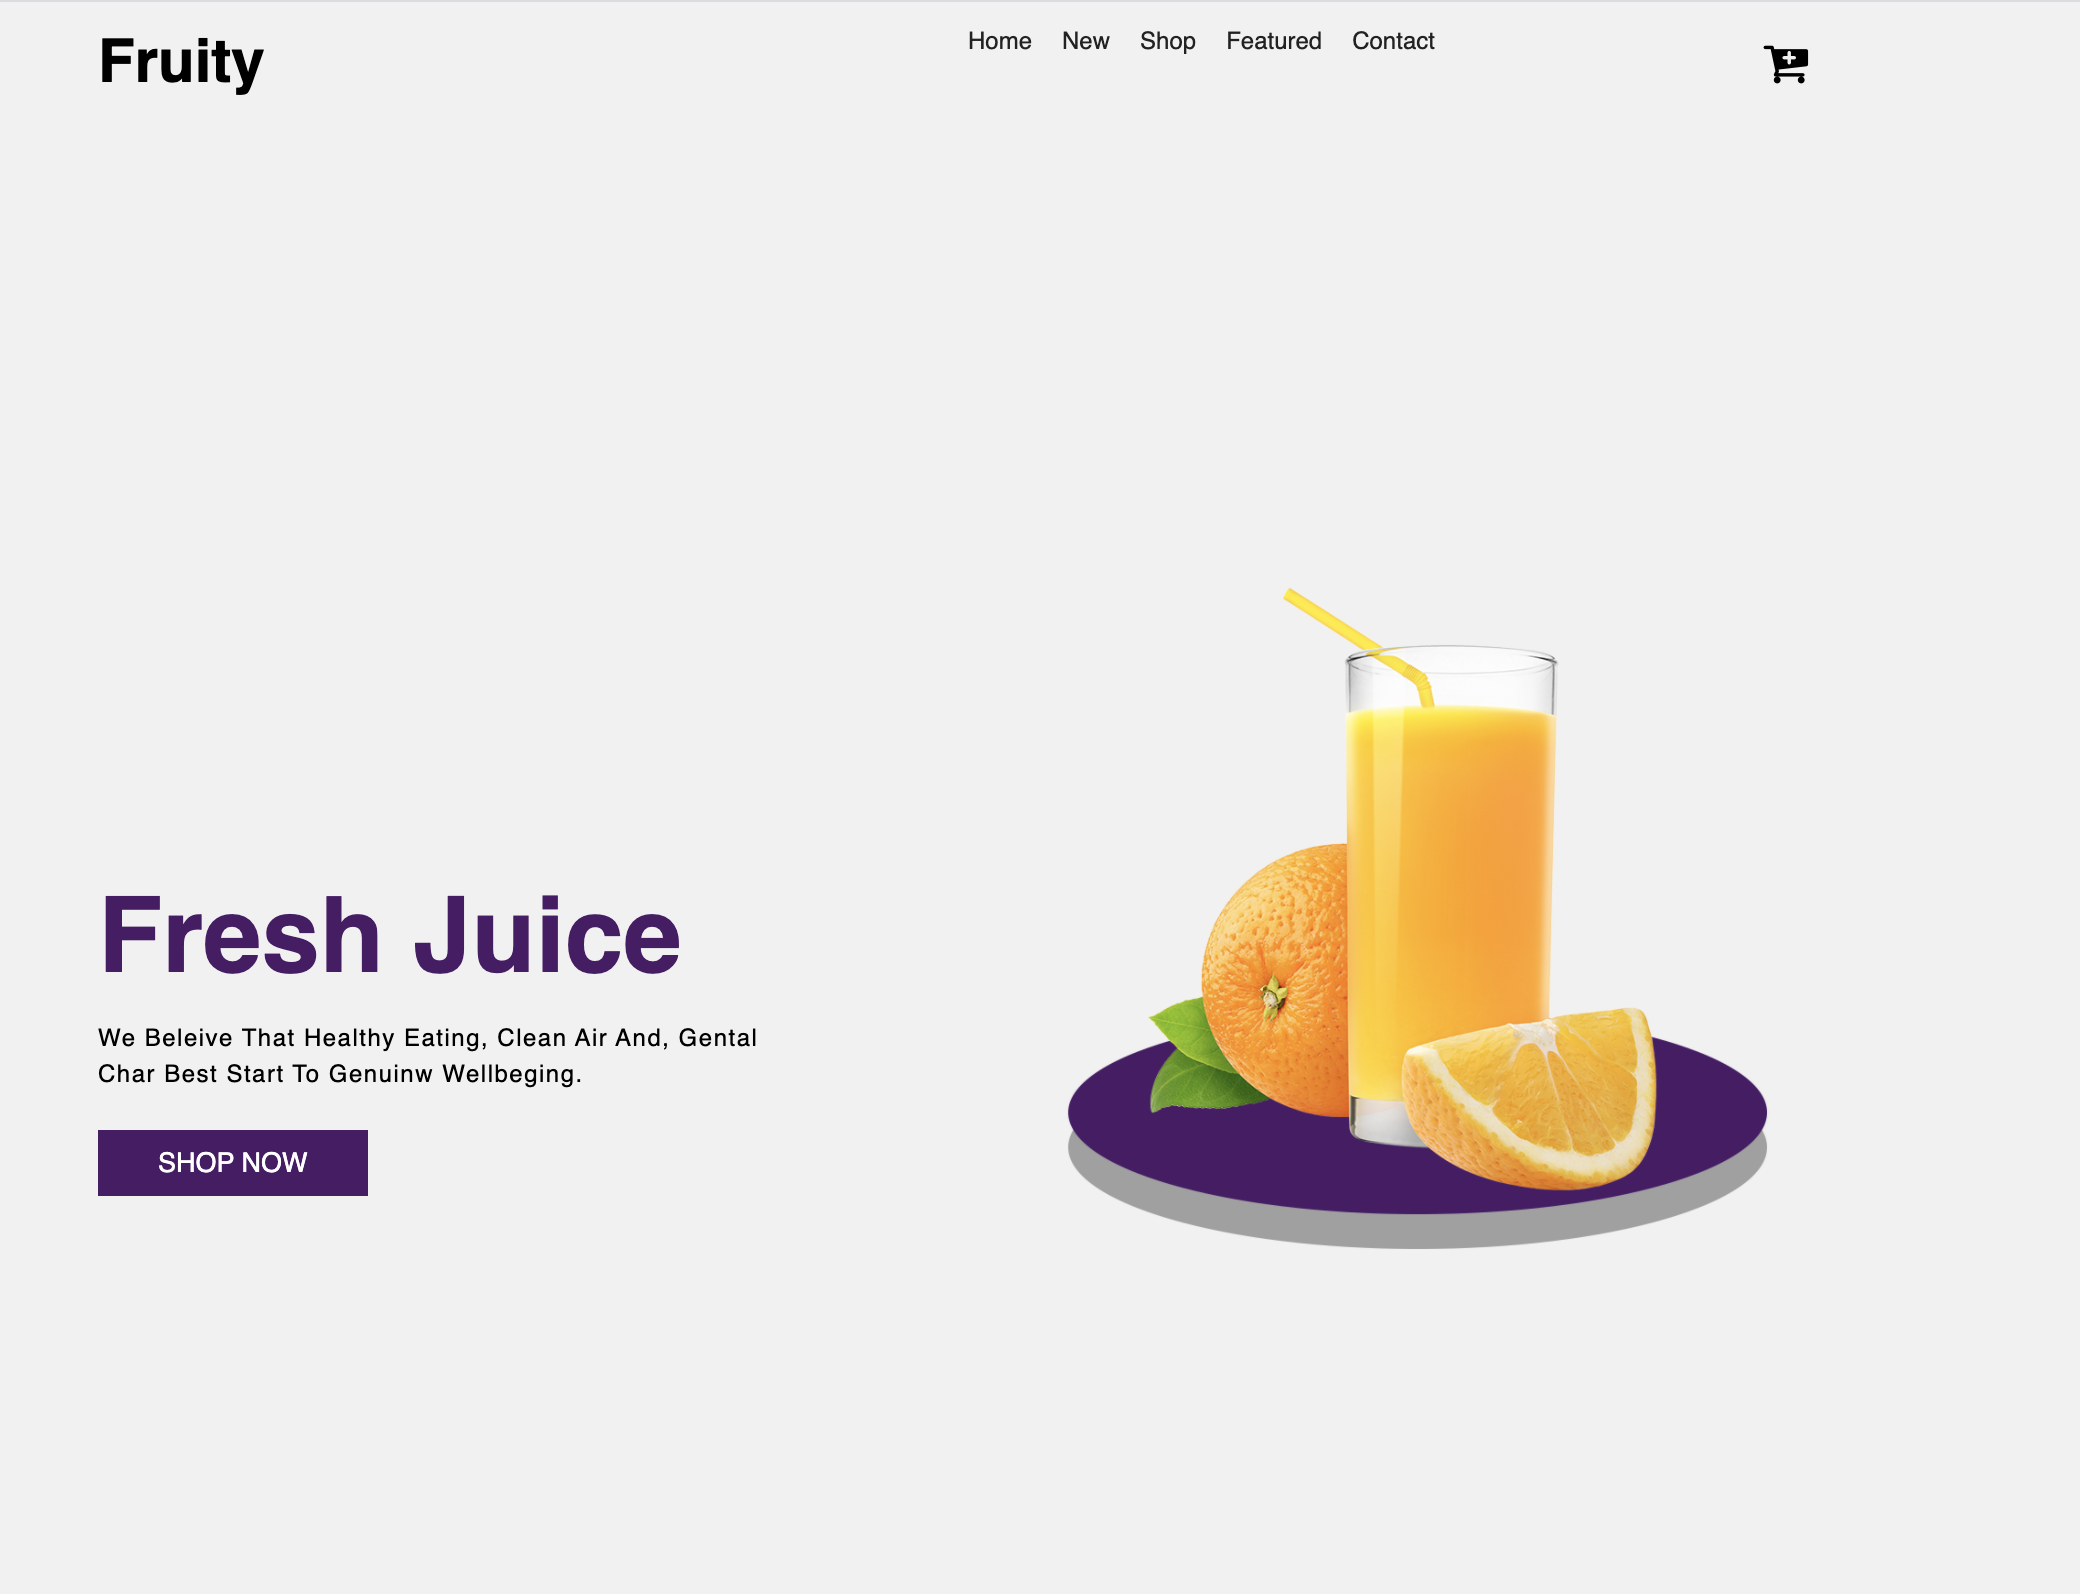 Fruity
Home New Shop Featured Contact
Fresh Juice
We Beleive That Healthy Eating, Clean Air And, Gental
Char Best Start To Genuinw Wellbeging.
SHOP NOW